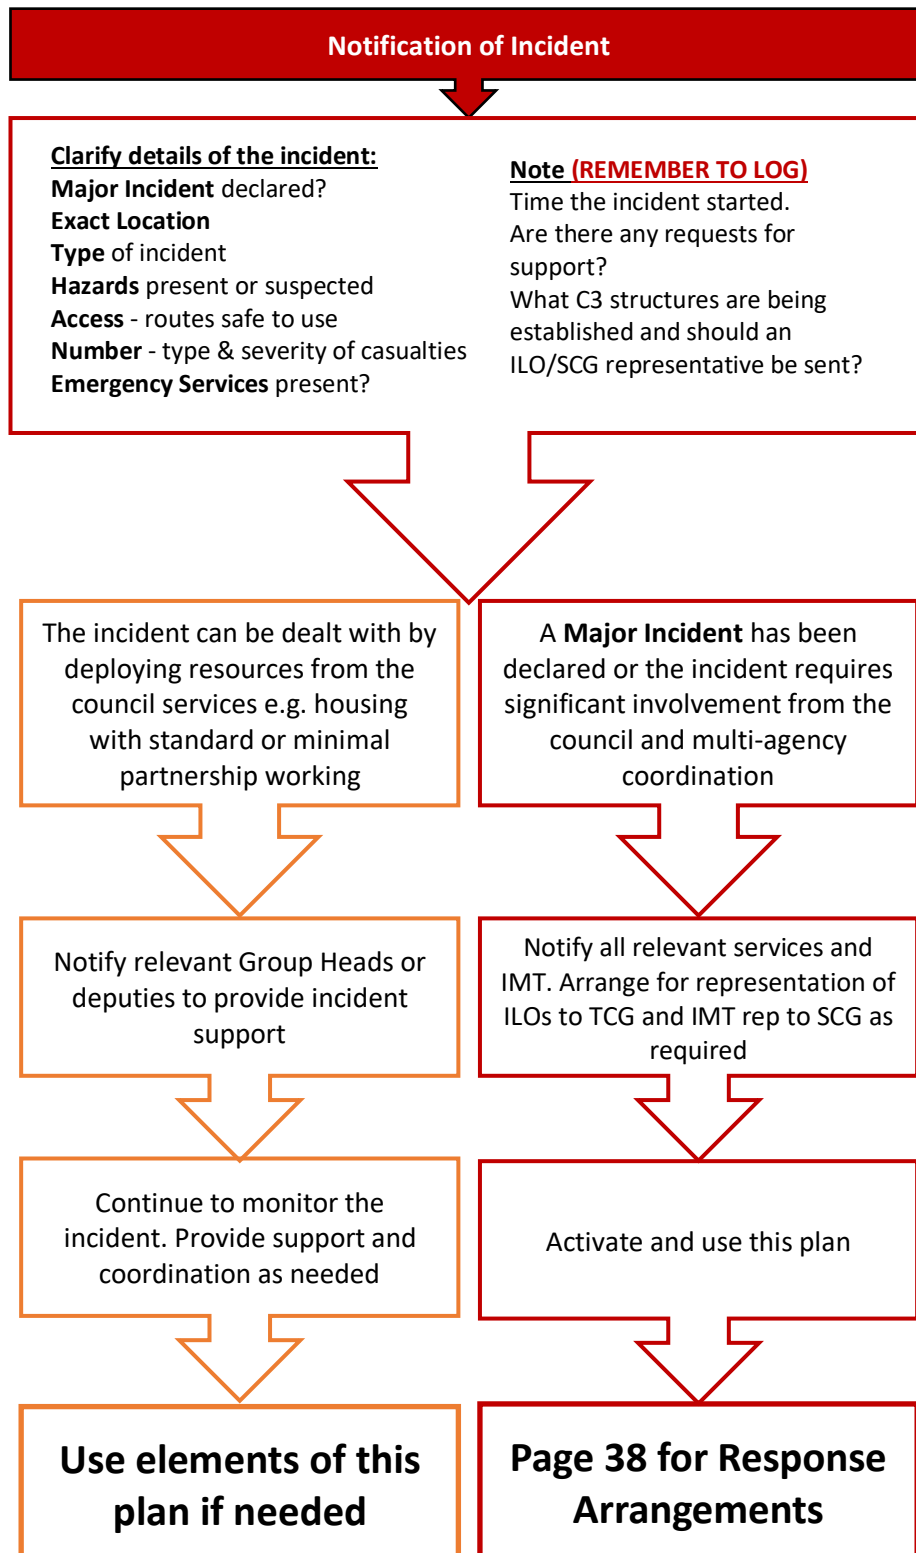 Notification of Incident
Clarify details of the incident:
Major Incident declared?
Exact Location
Type of incident
Hazards present or suspected
Access - routes safe to use
Number - type & severity of casualties
Emergency Services present?
Note (REMEMBER TO LOG)
Time the incident started.
Are there any requests for
support?
What C3 structures are being
established and should an
ILO/SCG representative be sent?
The incident can be dealt with by
deploying resources from the
council services e.g. housing
with standard or minimal
partnership working
A Major Incident has been
declared or the incident requires
significant involvement from the
council and multi-agency
coordination
Notify relevant Group Heads or
deputies to provide incident
support
Notify all relevant services and
IMT. Arrange for representation of
ILOs to TCG and IMT rep to SCG as
required
Continue to monitor the
incident. Provide support and
coordination as needed
Activate and use this plan
Use elements of this
plan if needed
Page 38 for Response
Arrangements